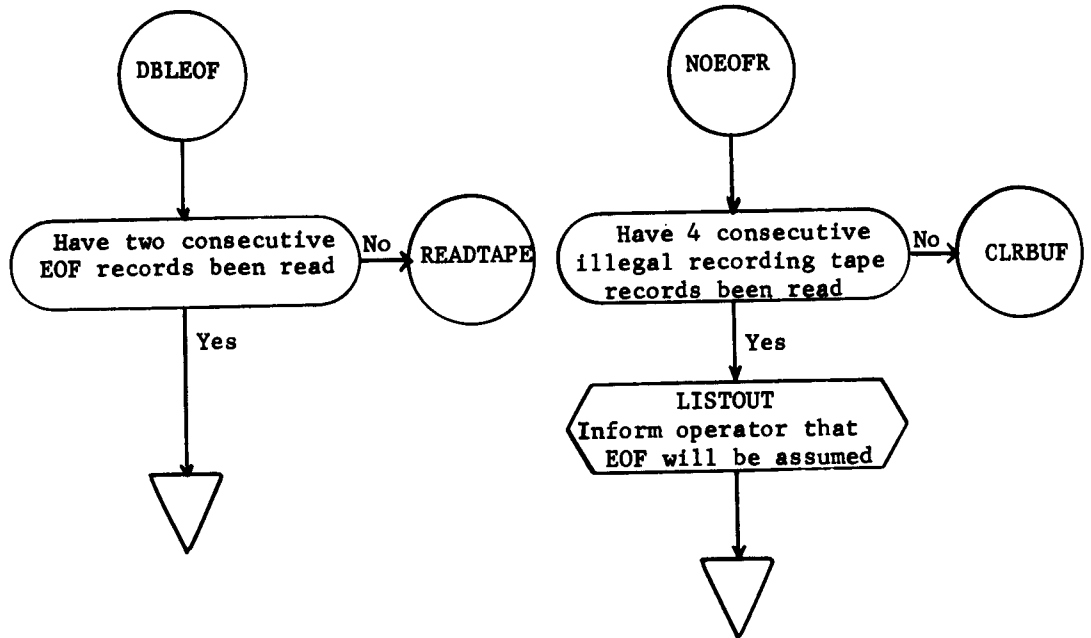 DBLEOF
Have two consecutive
EOF records been read
No
READTAPE
Yes
NOEOFR
Have 4 consecutive
illegal recording tape
records been read
No
CLRBUF
Yes
LISTOUT
Inform operator that
EOF will be assumed